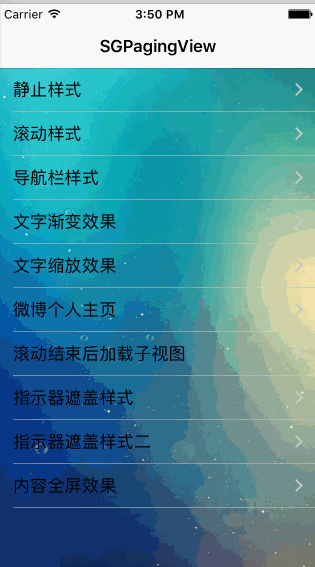 Carrier 3:50 PM
SGPagingView
静止样式
滚动样式
导航栏样式
文字渐变效果
文字缩放效果
微博个人主页
滚动结束后加载子视图
指示器遮盖样式
指示器遮盖样式二
内容全屏效果